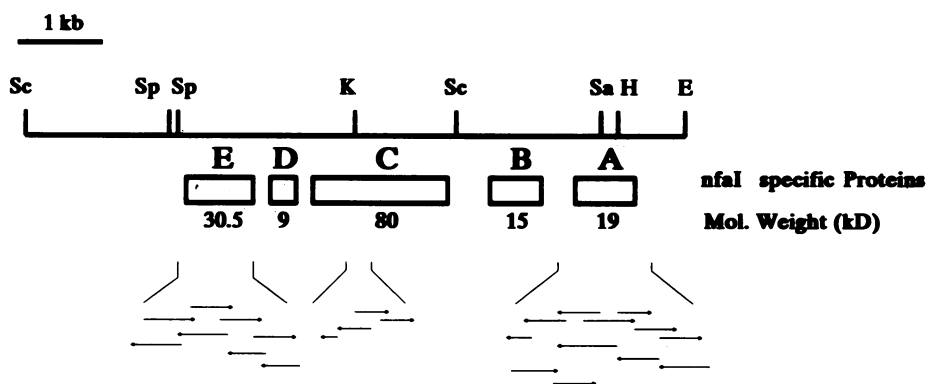 1 kb
Sc Sp Sp K Sc Sa H E
E D C B A
nfaI specific Proteins
30.5 9 80 15 19 Mol. Weight (kD)